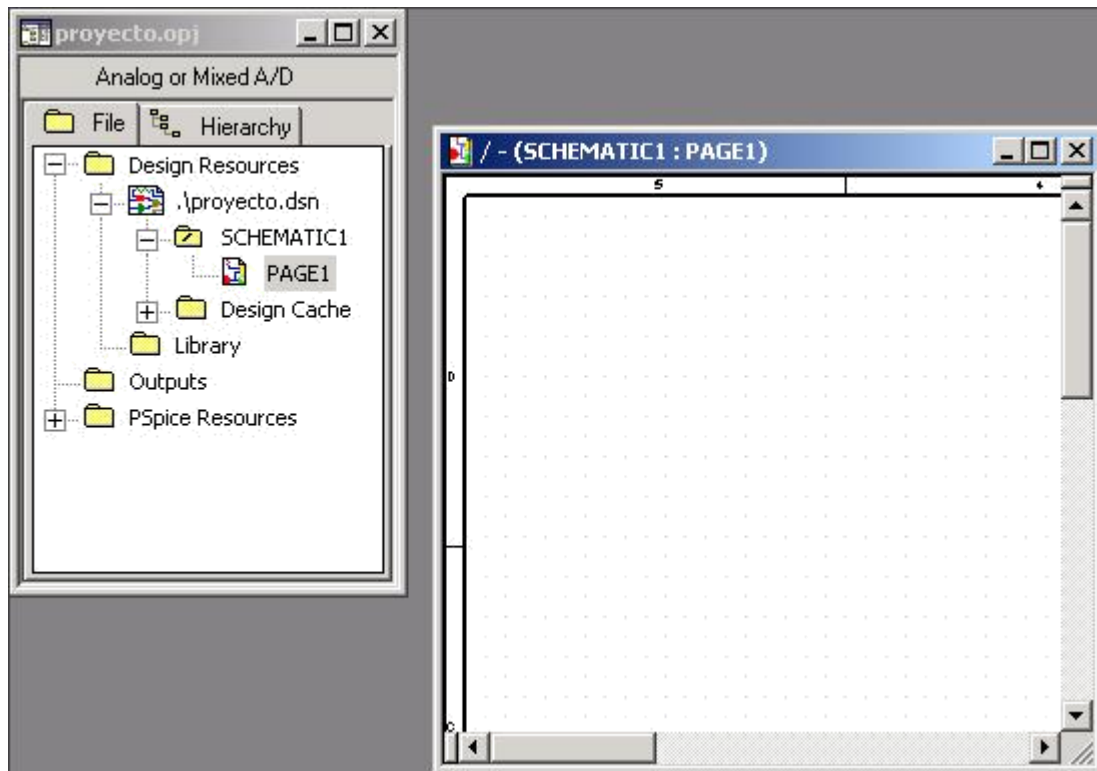 proyecto.opj
Analog or Mixed A/D
File Hierarchy
Design Resources
.\proyecto.dsn
SCHEMATIC1
PAGE1
Design Cache
Library
Outputs
PSpice Resources
/ - (SCHEMATIC1 : PAGE1)
5 4
D
C